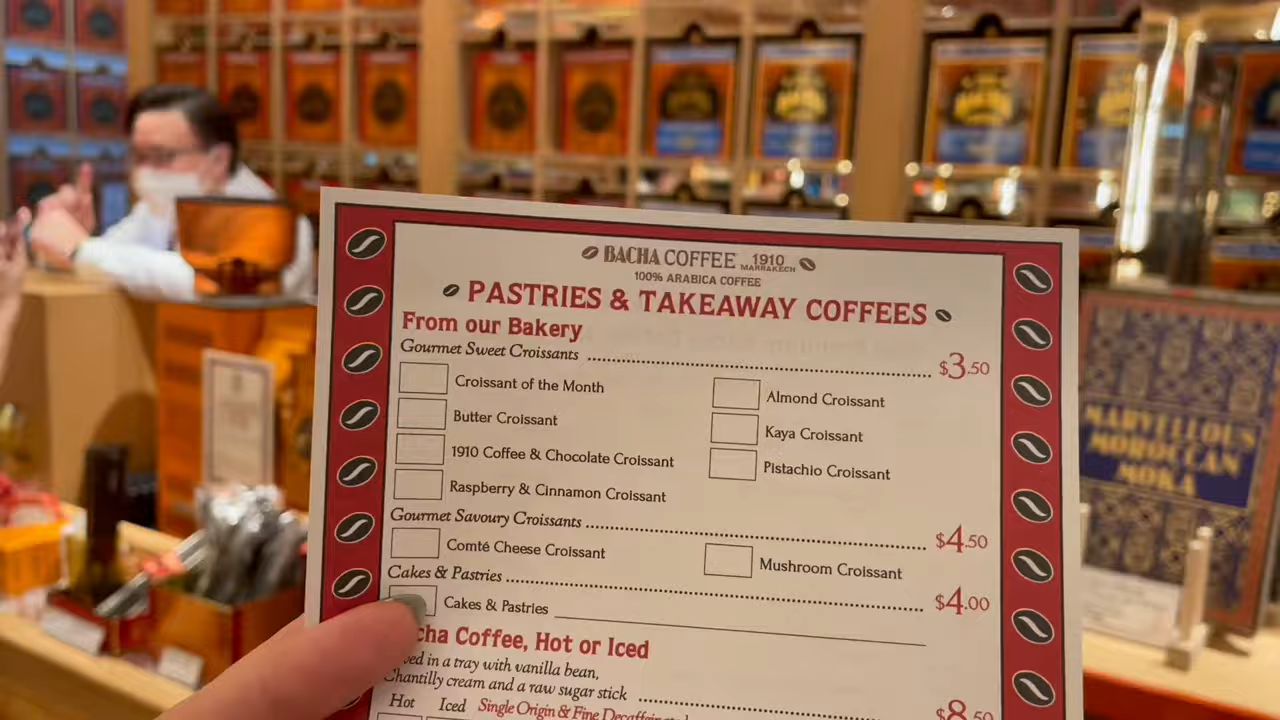 BACHA COFFEE 1910 MARRAKECH
100% ARABICA COFFEE
PASTRIES & TAKEAWAY COFFEES
From our Bakery
Gourmet Sweet Croissants $3.50
Croissant of the Month
Almond Croissant
Butter Croissant
Kaya Croissant
1910 Coffee & Chocolate Croissant
Pistachio Croissant
Raspberry & Cinnamon Croissant
Gourmet Savoury Croissants $4.50
Comté Cheese Croissant
Mushroom Croissant
Cakes & Pastries $4.00
Cakes & Pastries
cha Coffee, Hot or Iced
ved in a tray with vanilla bean,
Chantilly cream and a raw sugar stick $8.50
Hot Iced Single Origin & Fine
MARVELLOUS
MOROCCAN
MOKA